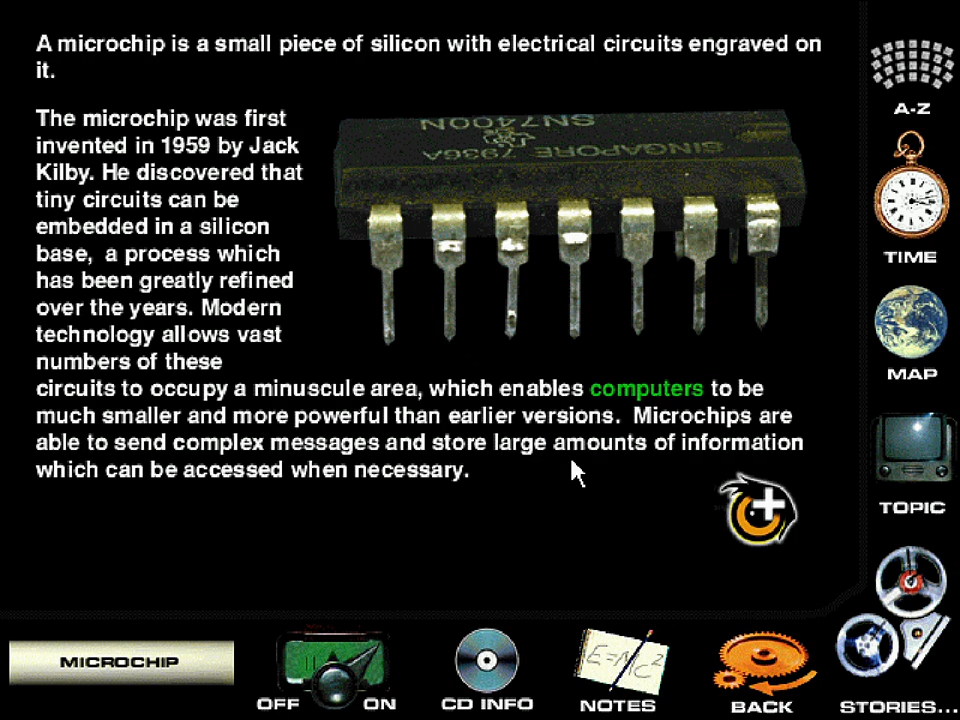 A microchip is a small piece of silicon with electrical circuits engraved on
it.
The microchip was first
invented in 1959 by Jack
Kilby. He discovered that
tiny circuits can be
embedded in a silicon
base,  a process which
has been greatly refined
over the years. Modern
technology allows vast
numbers of these
circuits to occupy a minuscule area, which enables computers to be
much smaller and more powerful than earlier versions.  Microchips are
able to send complex messages and store large amounts of information
which can be accessed when necessary.
SN7400N
SINGAPORE 7936A
A-Z
TIME
MAP
TOPIC
STORIES...
MICROCHIP
OFF
ON
CD INFO
E=MC2
NOTES
BACK